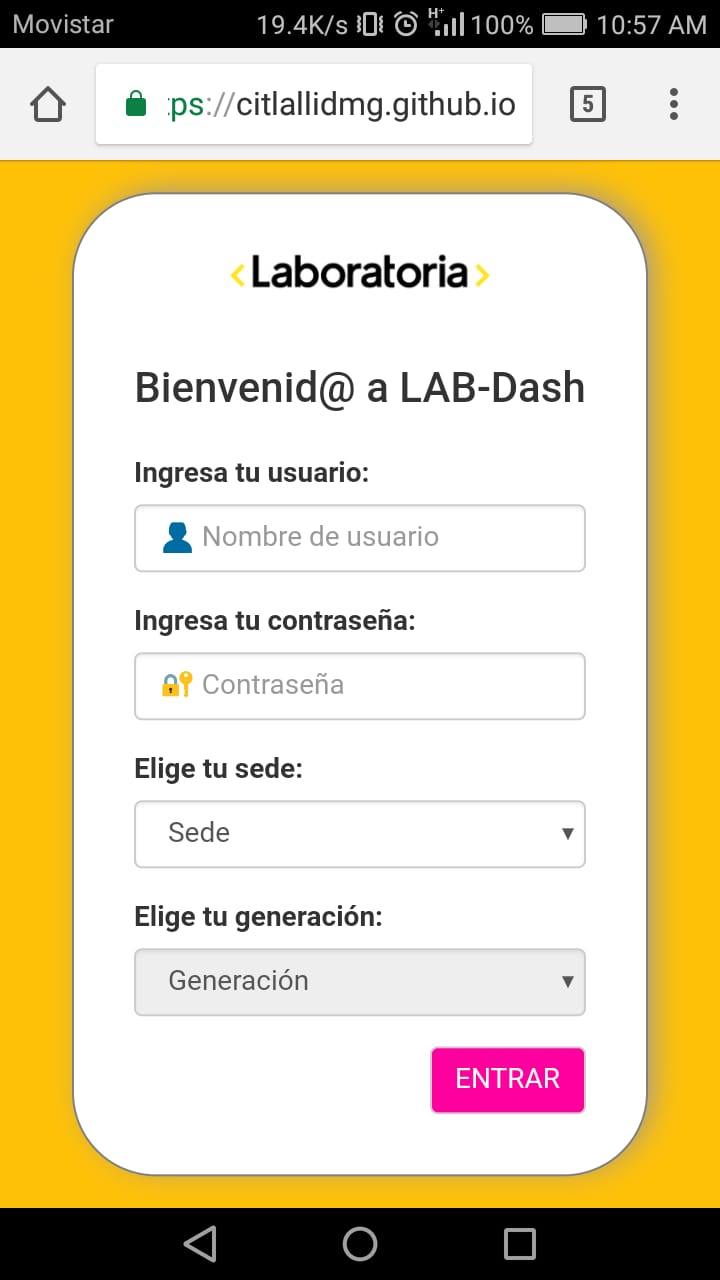 Movistar 19.4K/s H+ 100% 10:57 AM
tps://citlallidmg.github.io 5
<Laboratoria>
Bienvenid@ a LAB-Dash
Ingresa tu usuario:
Nombre de usuario
Ingresa tu contraseña:
Contraseña
Elige tu sede:
Sede
Elige tu generación:
Generación
ENTRAR